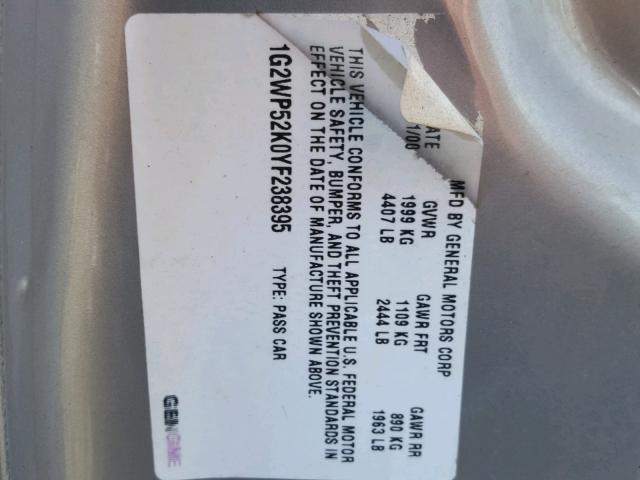 MFD BY GENERAL MOTORS CORP
ATE GVWR GAWR FRT GAWR RR
1/00 1999 KG 1109 KG 890 KG
4407 LB 2444 LB 1963 LB
THIS VEHICLE CONFORMS TO ALL APPLICABLE U.S. FEDERAL MOTOR
VEHICLE SAFETY, BUMPER, AND THEFT PREVENTION STANDARDS IN
EFFECT ON THE DATE OF MANUFACTURE SHOWN ABOVE.
1G2WP52K0YF238395 TYPE: PASS CAR